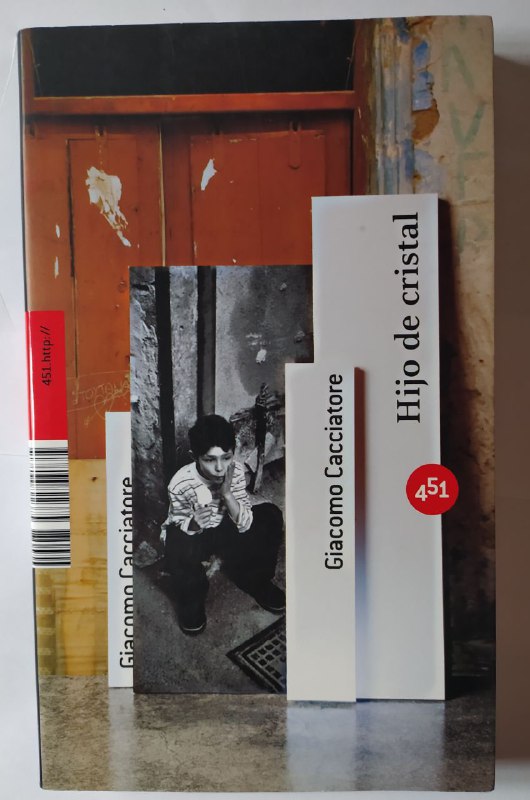 Hijo de cristal
Giacomo Cacciatore
451
Giacomo Cacciatore
451.http://